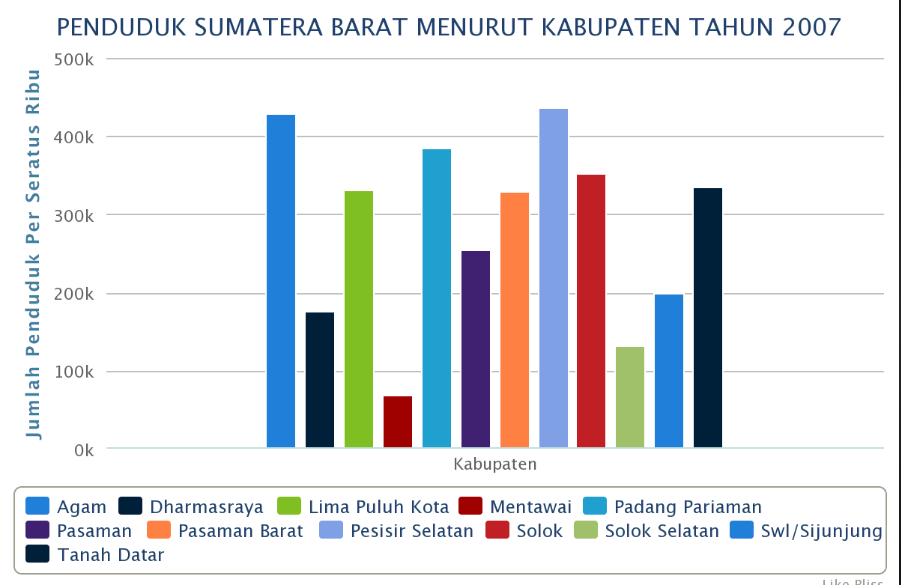 PENDUDUK SUMATERA BARAT MENURUT KABUPATEN TAHUN 2007
Jumlah Penduduk Per Seratus Ribu
500k
400k
300k
200k
100k
0k
Kabupaten
Agam Dharmasraya Lima Puluh Kota Mentawai Padang Pariaman
Pasaman Pasaman Barat Pesisir Selatan Solok Solok Selatan Swl/Sijunjung
Tanah Datar